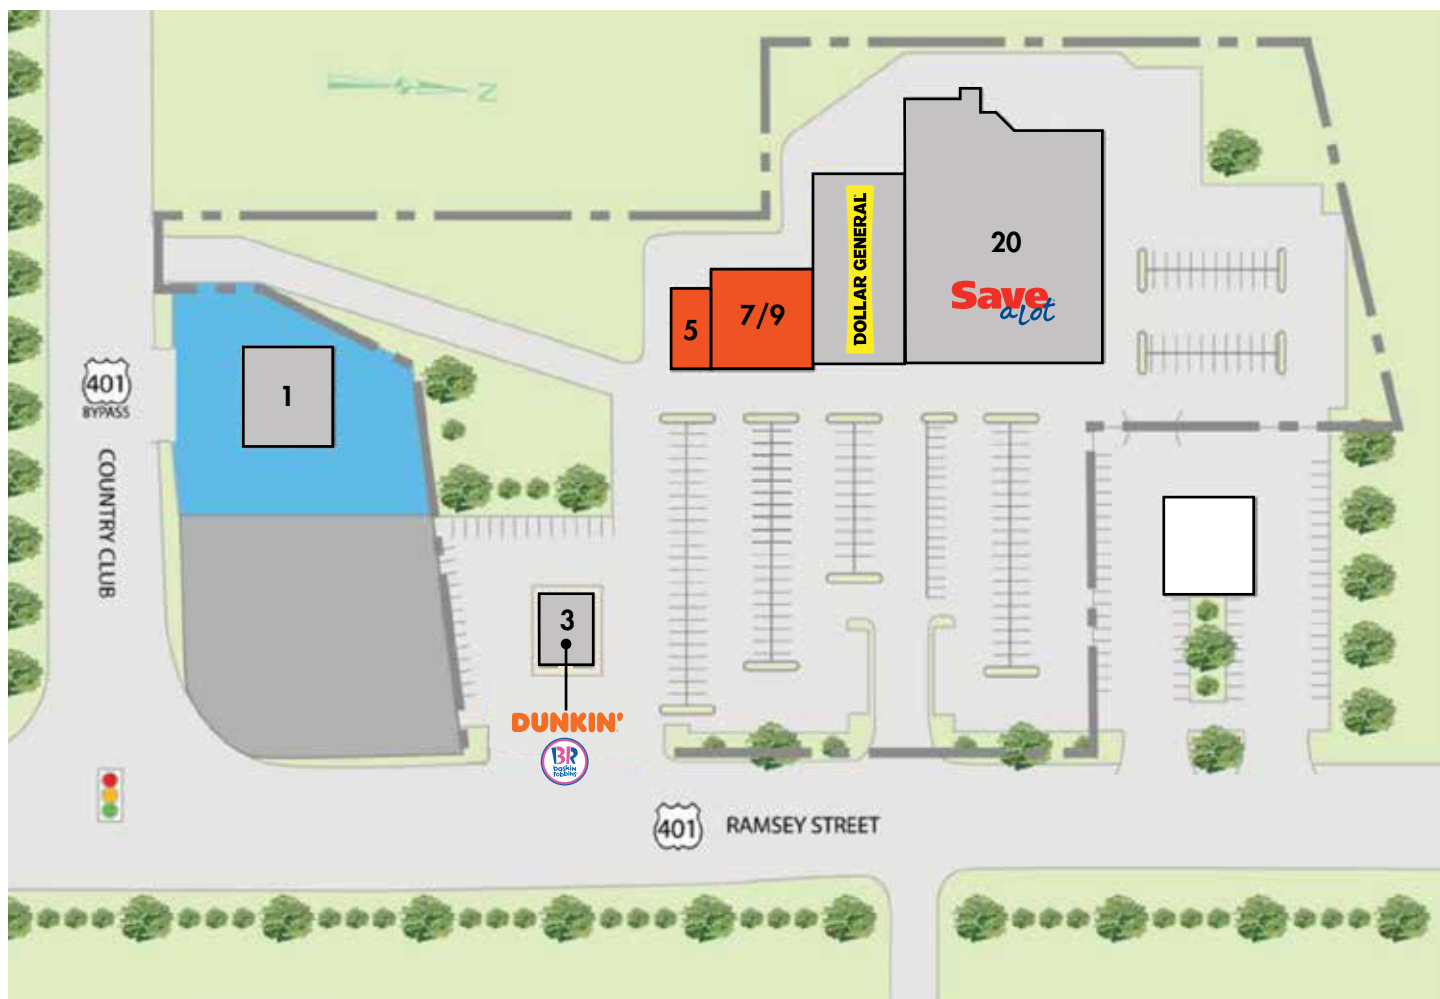 N
20
Save
a lot
DOLLAR GENERAL
7/9
5
1
401
BYPASS
COUNTRY CLUB
3
DUNKIN'
BR
baskin
robbins
401
RAMSEY STREET